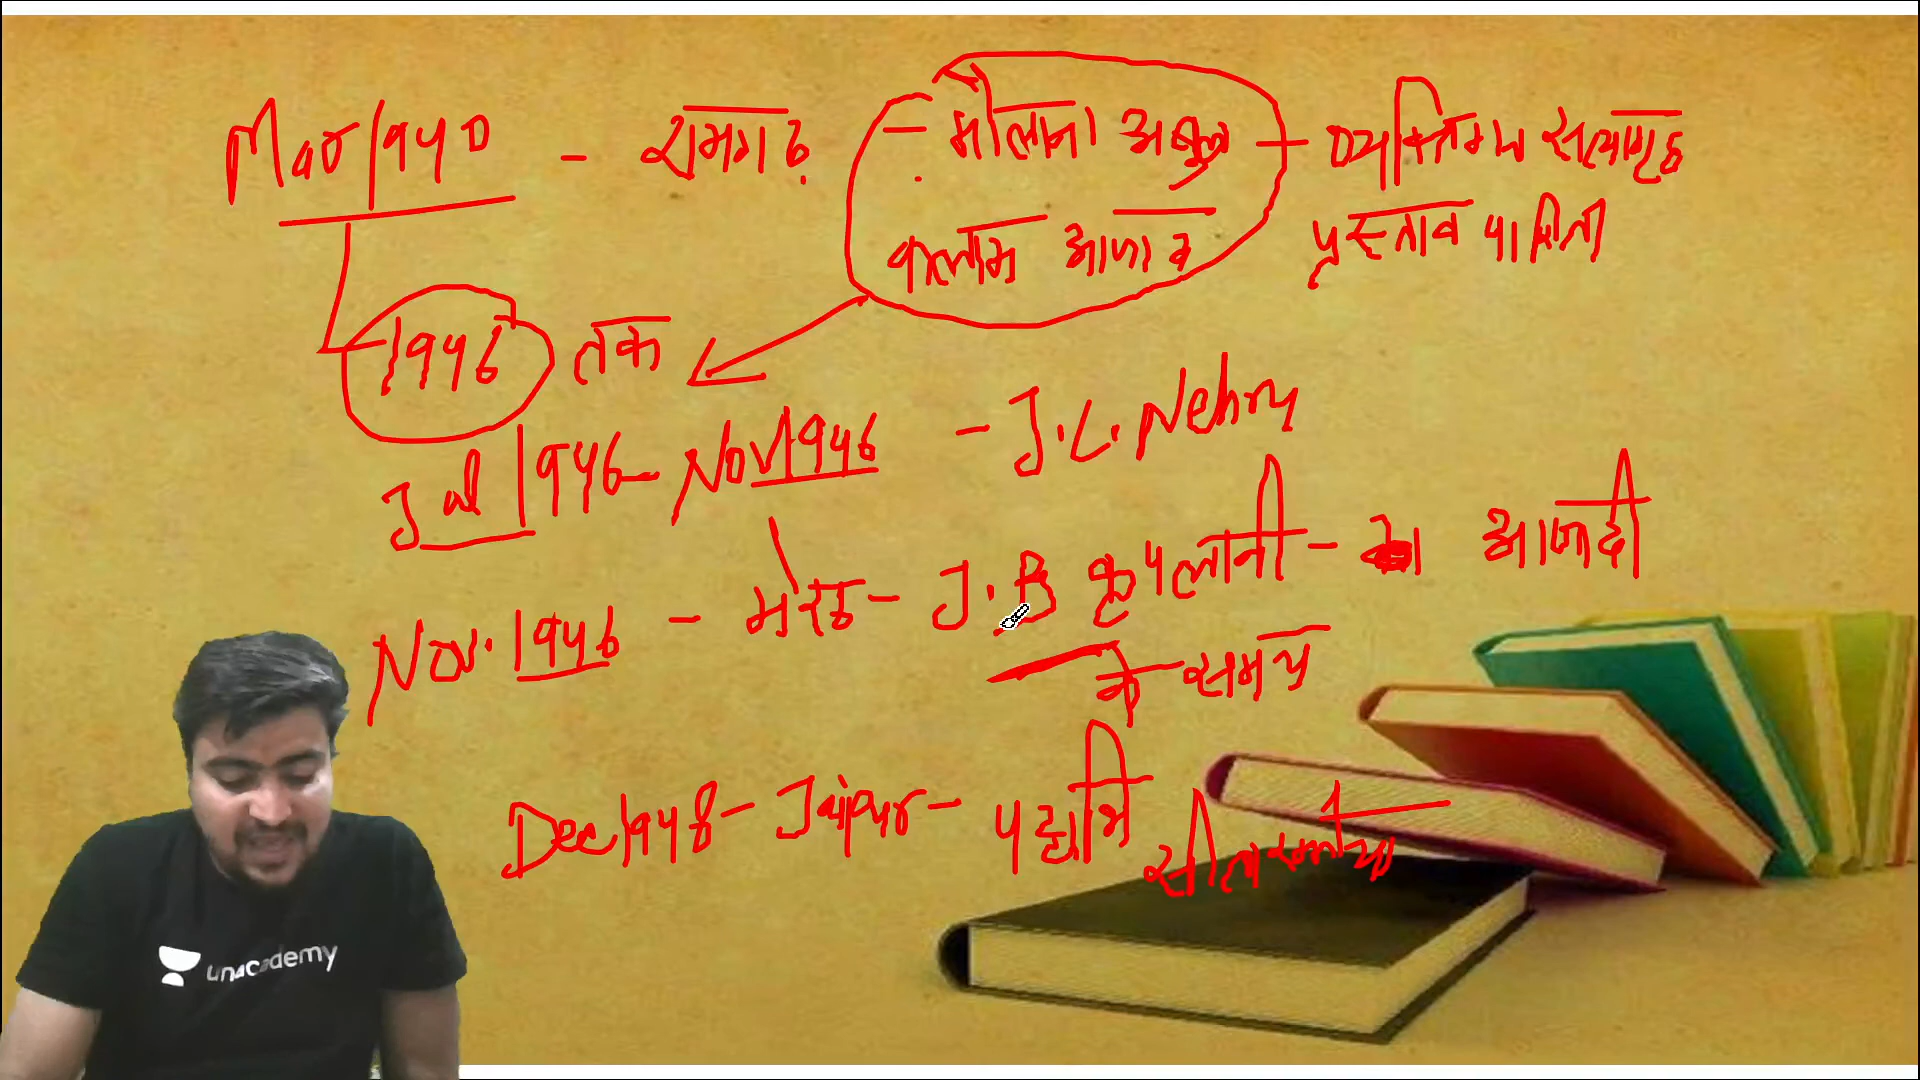 Mar 1940 - रामगढ़ - मौलाना अबुल कलाम आजाद - व्यक्तिगत सत्याग्रह प्रस्ताव पारित
1946 तक
Jul 1946 - Nov 1946 - J.L. Nehru
Nov. 1946 - मेरठ - J.B कृपलानी - आजादी के समय
Dec 1948 - Jaipur - पट्टाभि सीतारमैया
unacademy